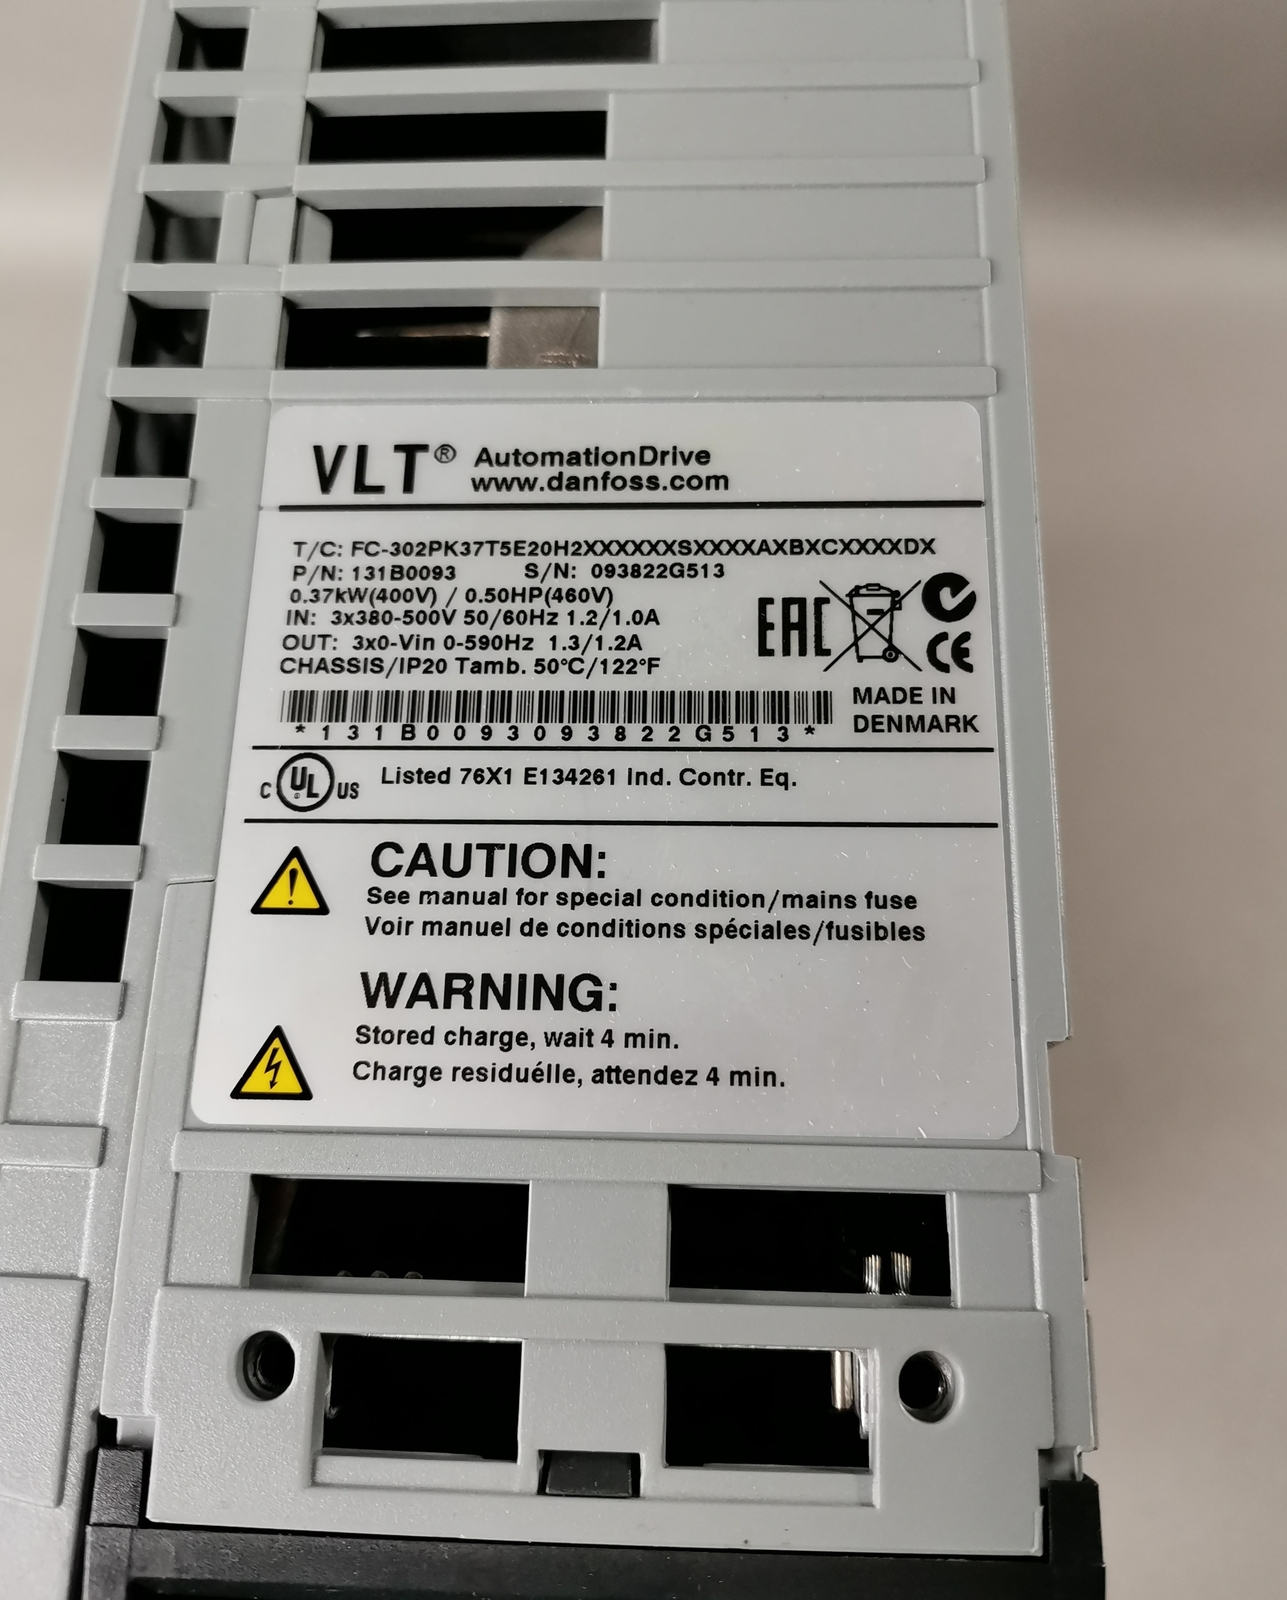 VLT® AutomationDrive
www.danfoss.com
T/C: FC-302PK37T5E20H2XXXXXXSXXXXAXBXCXXXXDX
P/N: 131B0093 S/N: 093822G513
0.37kW(400V) / 0.50HP(460V)
IN: 3x380-500V 50/60Hz 1.2/1.0A
OUT: 3x0-Vin 0-590Hz 1.3/1.2A
CHASSIS/IP20 Tamb. 50°C/122°F
EAC
CE
MADE IN
DENMARK
*131B0093093822G513*
C UL® US Listed 76X1 E134261 Ind. Contr. Eq.
CAUTION:
See manual for special condition/mains fuse
Voir manuel de conditions spéciales/fusibles
WARNING:
Stored charge, wait 4 min.
Charge residuélle, attendez 4 min.